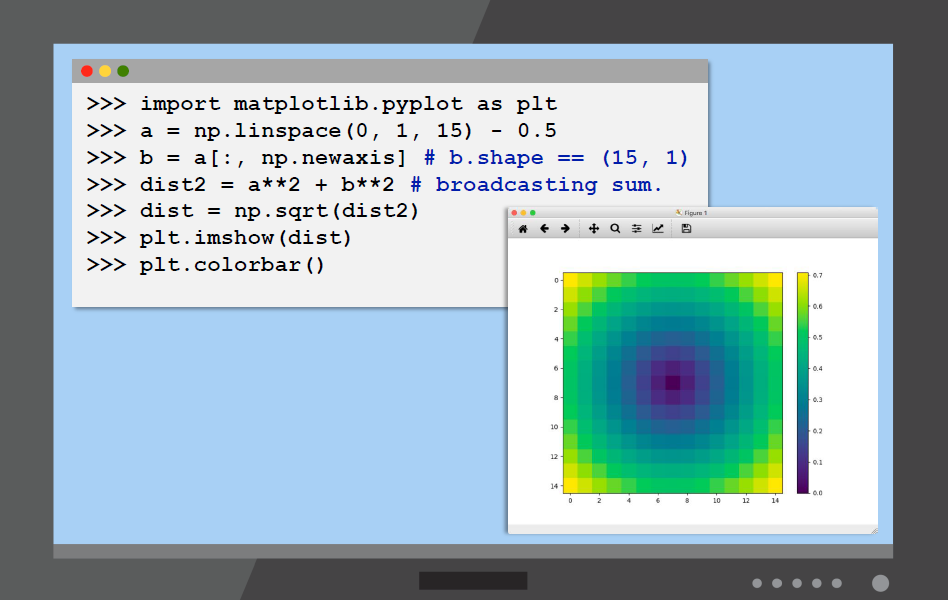 >>> import matplotlib.pyplot as plt
>>> a = np.linspace(0, 1, 15) - 0.5
>>> b = a[:, np.newaxis] # b.shape == (15, 1)
>>> dist2 = a**2 + b**2 # broadcasting sum.
>>> dist = np.sqrt(dist2)
>>> plt.imshow(dist)
>>> plt.colorbar()
Figure 1
0
2
4
6
8
10
12
14
0 2 4 6 8 10 12 14
0.7
0.6
0.5
0.4
0.3
0.2
0.1
0.0